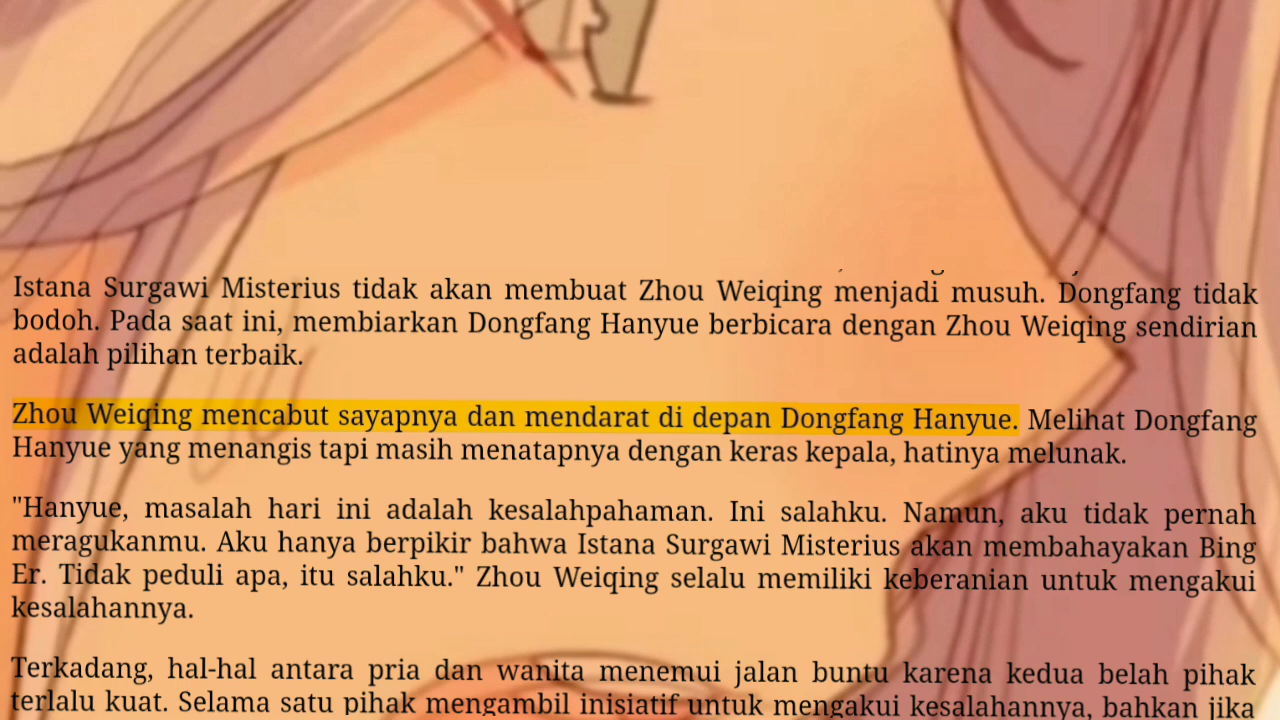 Istana Surgawi Misterius tidak akan membuat Zhou Weiqing menjadi musuh. Dongfang tidak
bodoh. Pada saat ini, membiarkan Dongfang Hanyue berbicara dengan Zhou Weiqing sendirian
adalah pilihan terbaik.
Zhou Weiqing mencabut sayapnya dan mendarat di depan Dongfang Hanyue. Melihat Dongfang
Hanyue yang menangis tapi masih menatapnya dengan keras kepala, hatinya melunak.
"Hanyue, masalah hari ini adalah kesalahpahaman. Ini salahku. Namun, aku tidak pernah
meragukanmu. Aku hanya berpikir bahwa Istana Surgawi Misterius akan membahayakan Bing
Er. Tidak peduli apa, itu salahku." Zhou Weiqing selalu memiliki keberanian untuk mengakui
kesalahannya.
Terkadang, hal-hal antara pria dan wanita menemui jalan buntu karena kedua belah pihak
terlalu kuat. Selama satu pihak mengambil inisiatif untuk mengakui kesalahannya, bahkan jika